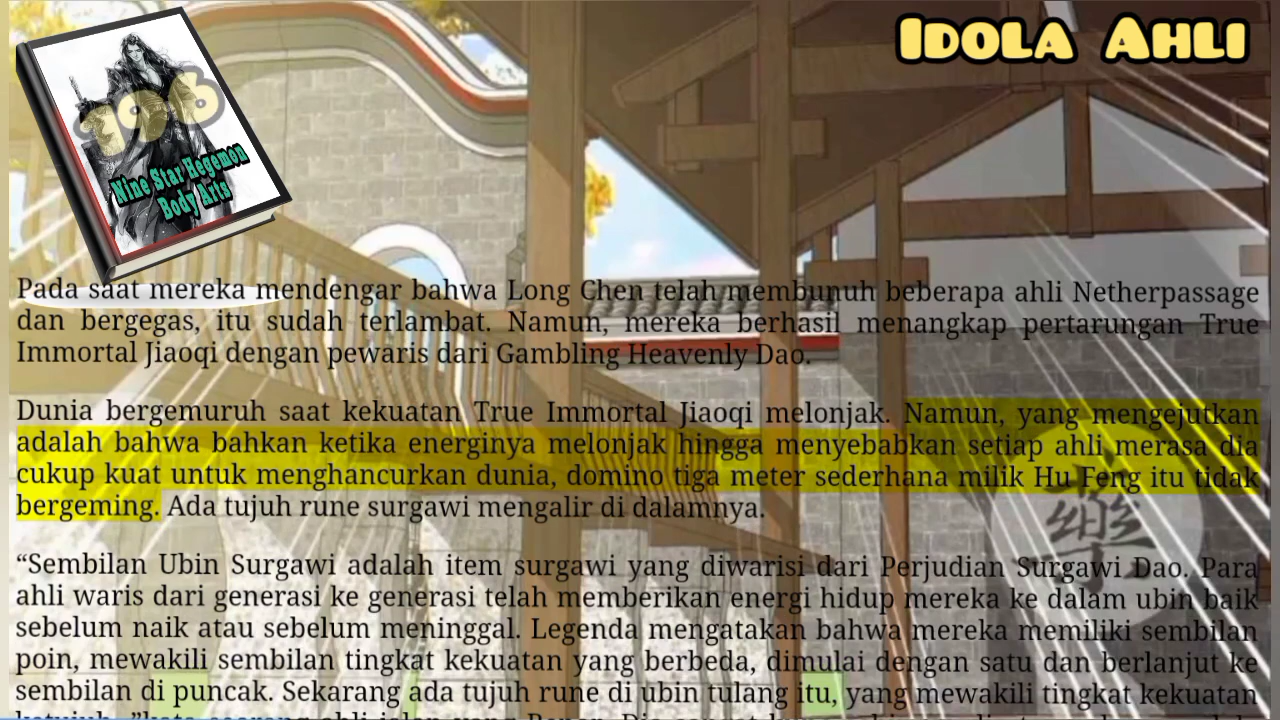 IDOLA AHLI
196
Nine Star Hegemon
Body Arts
Pada saat mereka mendengar bahwa Long Chen telah membunuh beberapa ahli Netherpassage
dan bergegas, itu sudah terlambat. Namun, mereka berhasil menangkap pertarungan True
Immortal Jiaoqi dengan pewaris dari Gambling Heavenly Dao.
Dunia bergemuruh saat kekuatan True Immortal Jiaoqi melonjak. Namun, yang mengejutkan
adalah bahwa bahkan ketika energinya melonjak hingga menyebabkan setiap ahli merasa dia
cukup kuat untuk menghancurkan dunia, domino tiga meter sederhana milik Hu Feng itu tidak
bergeming. Ada tujuh rune surgawi mengalir di dalamnya.
“Sembilan Ubin Surgawi adalah item surgawi yang diwarisi dari Perjudian Surgawi Dao. Para
ahli waris dari generasi ke generasi telah memberikan energi hidup mereka ke dalam ubin baik
sebelum naik atau sebelum meninggal. Legenda mengatakan bahwa mereka memiliki sembilan
poin, mewakili sembilan tingkat kekuatan yang berbeda, dimulai dengan satu dan berlanjut ke
sembilan di puncak. Sekarang ada tujuh rune di ubin tulang itu, yang mewakili tingkat kekuatan